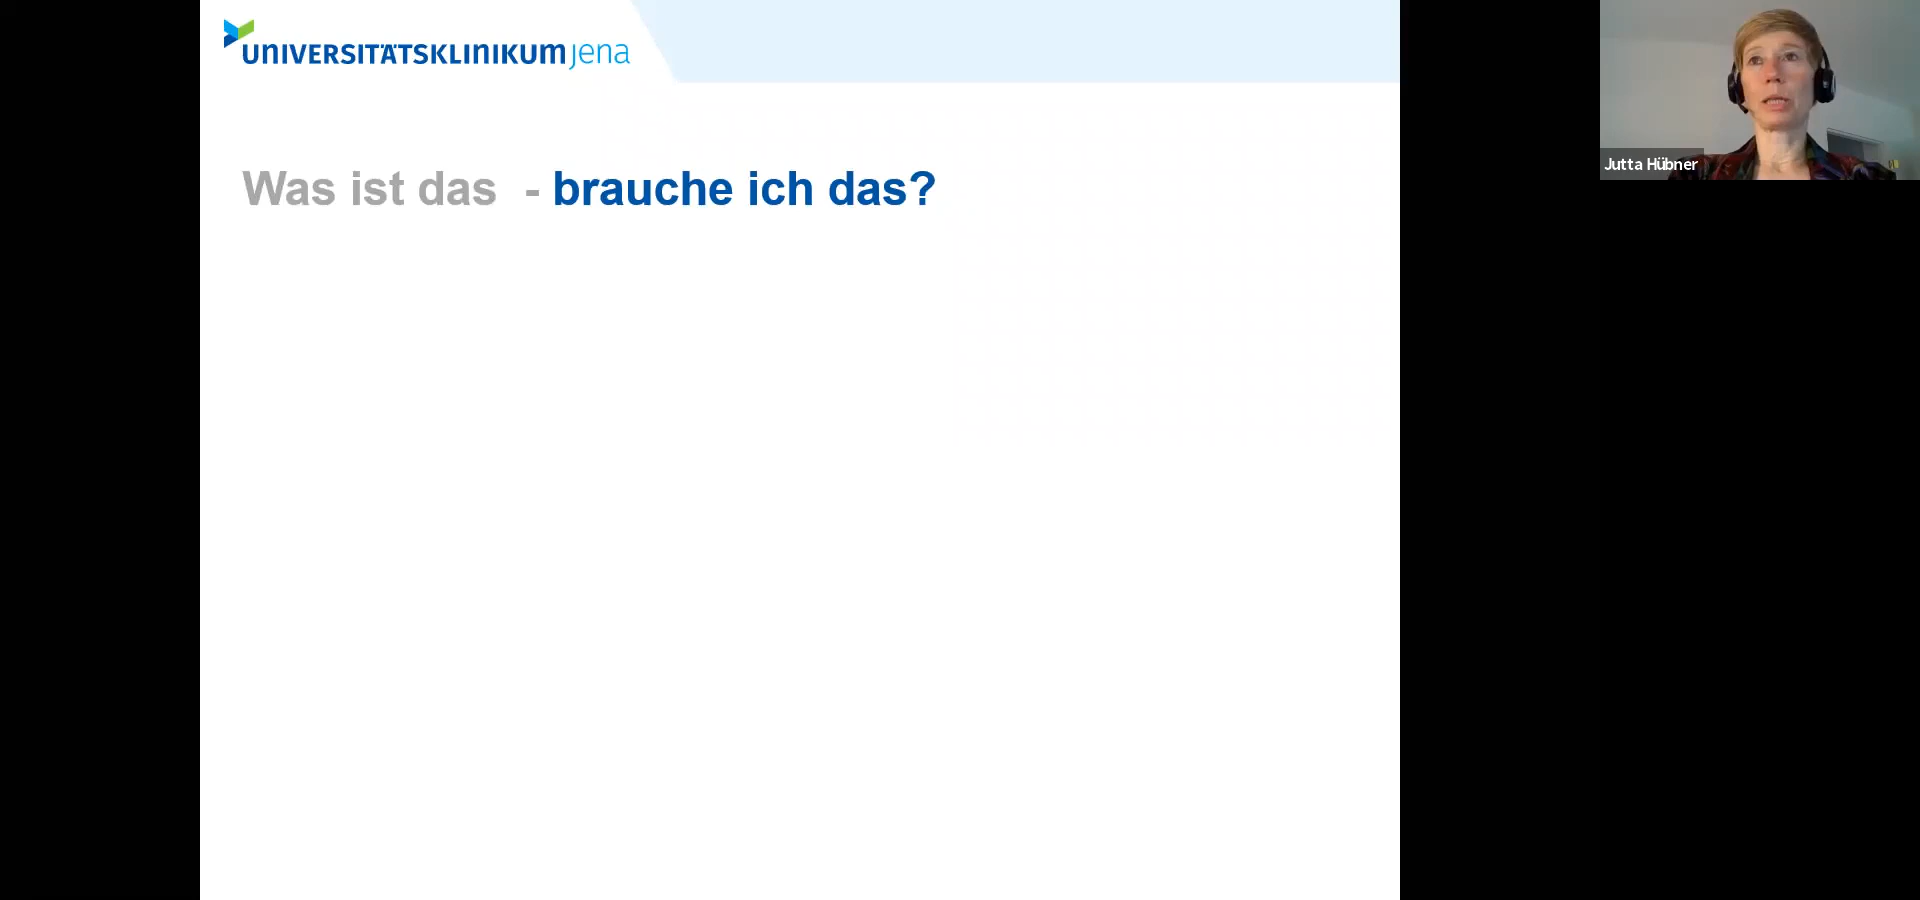 UNIVERSITÄTSKLINIKUM jena
Jutta Hübner
Was ist das - brauche ich das?